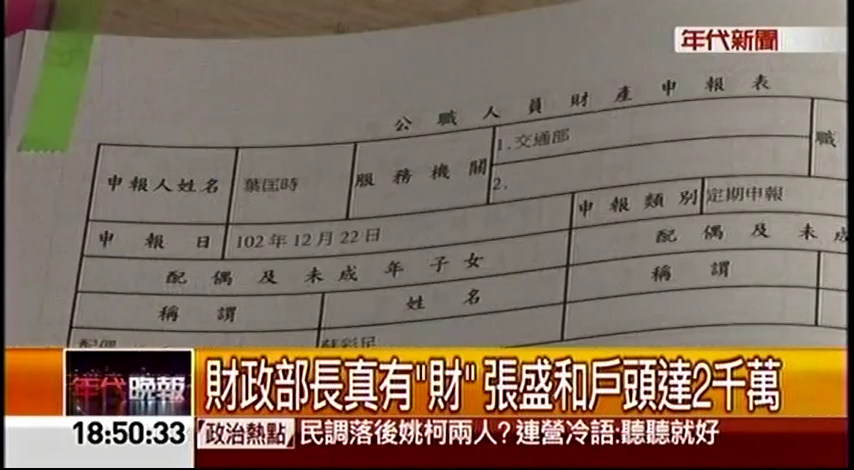 年代新聞
公職人員財產申報表
申報人姓名 葉匡時 服務機關 1.交通部 職
2.
申報日 102年12月22日 申報類別 定期申報
配偶及未成年子女 配偶及未成
稱謂 姓名 稱謂
配偶
年代晚報 財政部長真有"財" 張盛和戶頭達2千萬
18:50:33 政治熱點 民調落後姚柯兩人?連營冷語:聽聽就好